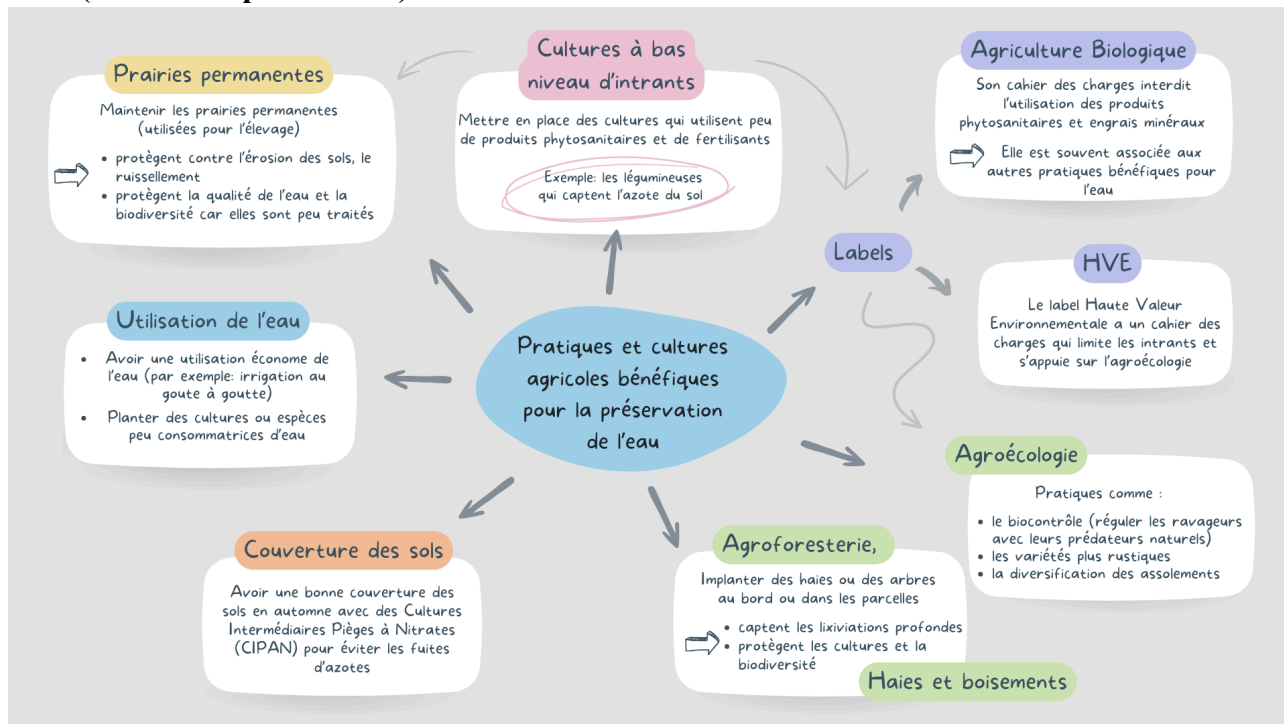 Prairies permanentes
Maintenir les prairies permanentes
(utilisées pour l'élevage)
• protègent contre l'érosion des sols, le
ruissellement
• protègent la qualité de l'eau et la
biodiversité car elles sont peu traités
Cultures à bas
niveau d'intrants
Mettre en place des cultures qui utilisent peu
de produits phytosanitaires et de fertilisants
Exemple: les légumineuses
qui captent l'azote du sol
Agriculture Biologique
Son cahier des charges interdit
l'utilisation des produits
phytosanitaires et engrais minéraux
Elle est souvent associée aux
autres pratiques bénéfiques pour
l'eau
Labels
HVE
Le label Haute Valeur
Environnementale a un cahier des
charges qui limite les intrants et
s'appuie sur l'agroécologie
Utilisation de l'eau
• Avoir une utilisation économe de
l'eau (par exemple: irrigation au
goute à goutte)
• Planter des cultures ou espèces
peu consommatrices d'eau
Pratiques et cultures
agricoles bénéfiques
pour la préservation
de l'eau
Agroécologie
Pratiques comme :
• le biocontrôle (réguler les ravageurs
avec leurs prédateurs naturels)
• les variétés plus rustiques
• la diversification des assolements
Couverture des sols
Avoir une bonne couverture des
sols en automne avec des Cultures
Intermédiaires Pièges à Nitrates
(CIPAN) pour éviter les fuites
d'azotes
Agroforesterie,
Implanter des haies ou des arbres
au bord ou dans les parcelles
• captent les lixiviations profondes
• protègent les cultures et la
biodiversité
Haies et boisements